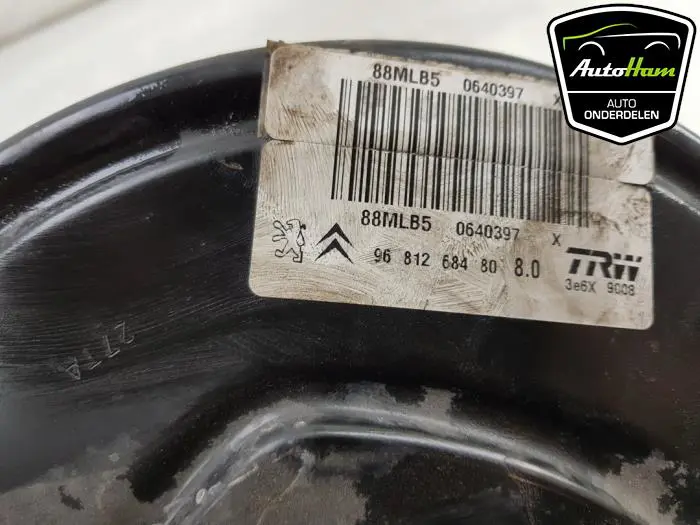 AutoHam
AUTO
ONDERDELEN
88MLB5 0640397 X
88MLB5 0640397 X
96 812 684 80 8.0
TRW
3e6X 9008